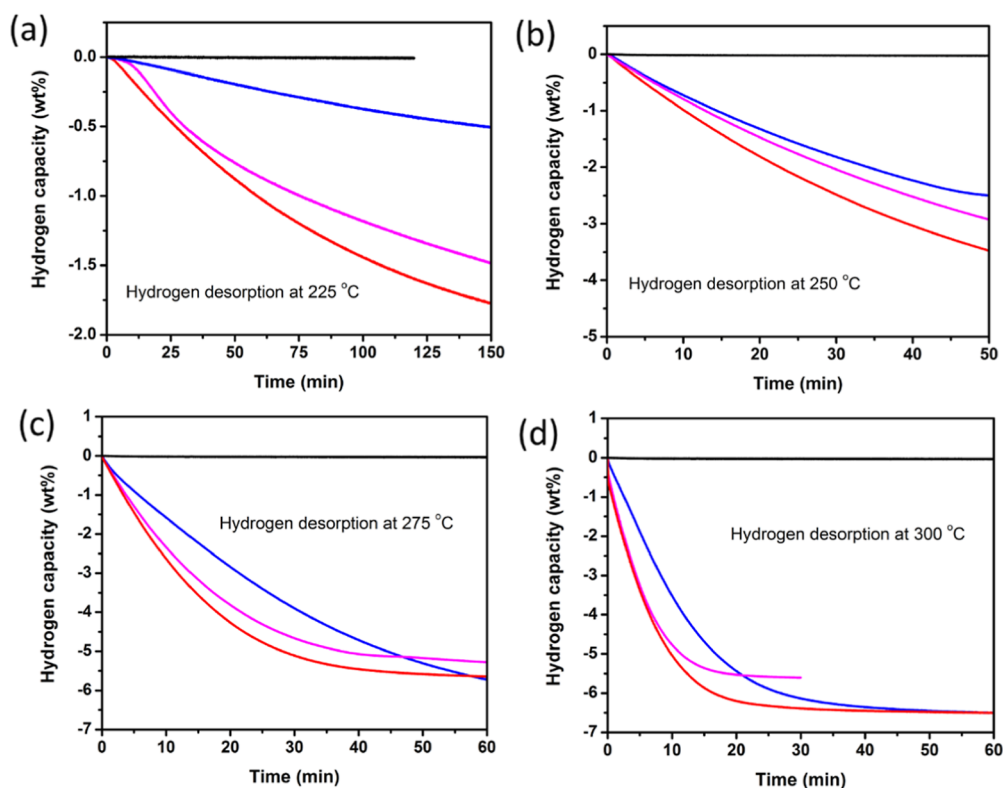 (a)
0.0
-0.5
-1.0
-1.5
-2.0
Hydrogen capacity (wt%)
Hydrogen desorption at 225 °C
0 25 50 75 100 125 150
Time (min)
(b)
0
-1
-2
-3
-4
-5
Hydrogen capacity (wt%)
Hydrogen desorption at 250 °C
0 10 20 30 40 50
Time (min)
(c)
1
0
-1
-2
-3
-4
-5
-6
-7
Hydrogen capacity (wt%)
Hydrogen desorption at 275 °C
0 10 20 30 40 50 60
Time (min)
(d)
1
0
-1
-2
-3
-4
-5
-6
-7
Hydrogen capacity (wt%)
Hydrogen desorption at 300 °C
0 10 20 30 40 50 60
Time (min)